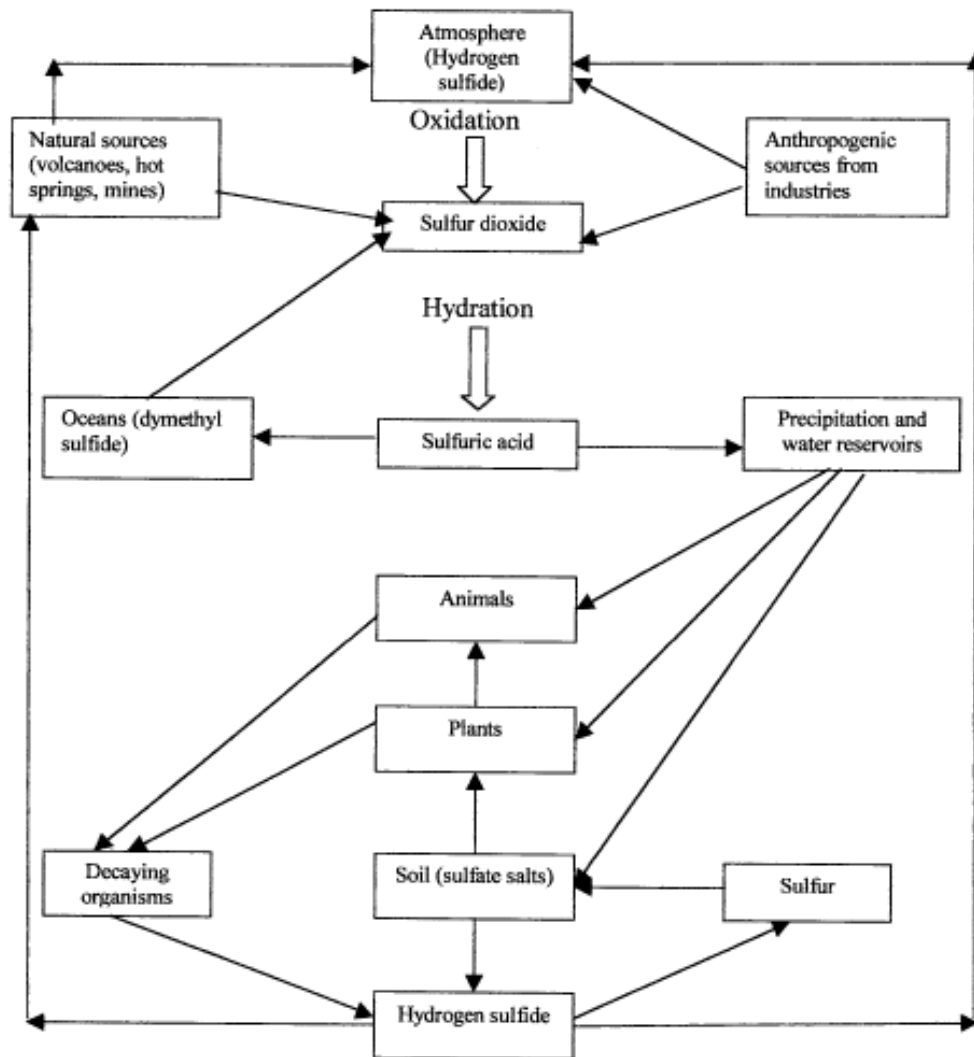 Atmosphere
(Hydrogen
sulfide)
Oxidation
Natural sources
(volcanoes, hot
springs, mines)
Anthropogenic
sources from
industries
Sulfur dioxide
Hydration
Oceans (dymethyl
sulfide)
Sulfuric acid
Precipitation and
water reservoirs
Animals
Plants
Decaying
organisms
Soil (sulfate salts)
Sulfur
Hydrogen sulfide